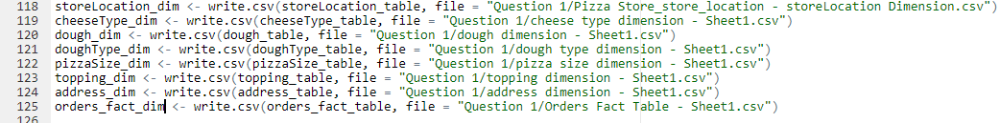 118 storeLocation_dim <- write.csv(storeLocation_table, file = "Question 1/Pizza Store_store_location - storeLocation Dimension.csv")
119 cheeseType_dim <- write.csv(cheeseType_table, file = "Question 1/cheese type dimension - Sheet1.csv")
120 dough_dim <- write.csv(dough_table, file = "Question 1/dough dimension - Sheet1.csv")
121 doughType_dim <- write.csv(doughType_table, file = "Question 1/dough type dimension - Sheet1.csv")
122 pizzaSize_dim <- write.csv(pizzaSize_table, file = "Question 1/pizza size dimension - Sheet1.csv")
123 topping_dim <- write.csv(topping_table, file = "Question 1/topping dimension - Sheet1.csv")
124 address_dim <- write.csv(address_table, file = "Question 1/address dimension - Sheet1.csv")
125 orders_fact_dim <- write.csv(orders_fact_table, file = "Question 1/Orders Fact Table - Sheet1.csv")
126